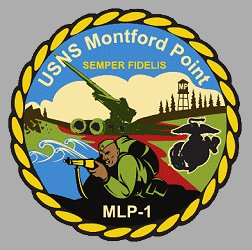 USNS Montford Point
SEMPER FIDELIS
MP
MLP-1